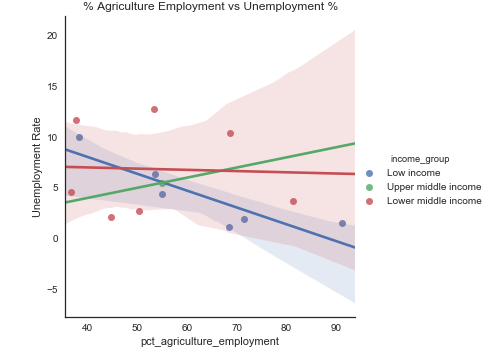 % Agriculture Employment vs Unemployment %
20
15
10
5
0
−5
Unemployment Rate
40
50
60
70
80
90
pct_agriculture_employment
income_group
Low income
Upper middle income
Lower middle income